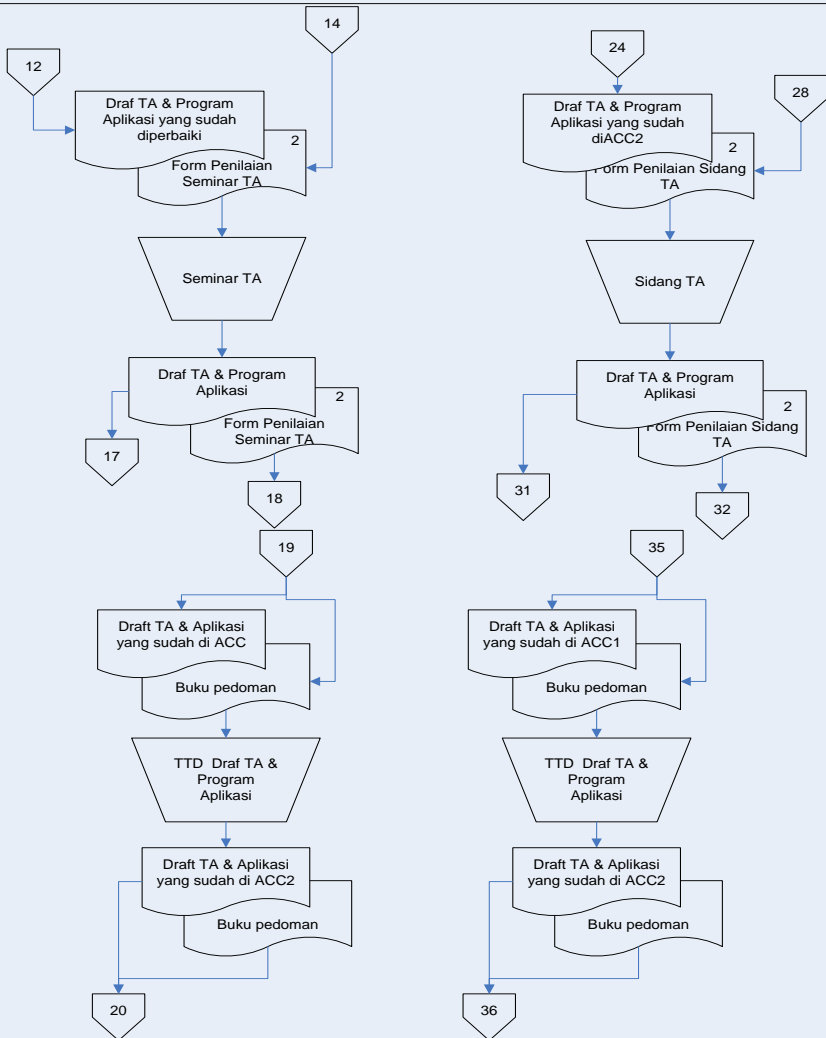 14
12
Draf TA & Program
Aplikasi yang sudah
diperbaiki
2
Form Penilaian
Seminar TA
Seminar TA
Draf TA & Program
Aplikasi
2
Form Penilaian
Seminar TA
17
18
19
Draft TA & Aplikasi
yang sudah di ACC
Buku pedoman
TTD Draf TA &
Program
Aplikasi
Draft TA & Aplikasi
yang sudah di ACC2
Buku pedoman
20
24
28
Draf TA & Program
Aplikasi yang sudah
diACC2
2
Form Penilaian Sidang
TA
Sidang TA
Draf TA & Program
Aplikasi
2
Form Penilaian Sidang
TA
31
32
35
Draft TA & Aplikasi
yang sudah di ACC1
Buku pedoman
TTD Draf TA &
Program
Aplikasi
Draft TA & Aplikasi
yang sudah di ACC2
Buku pedoman
36